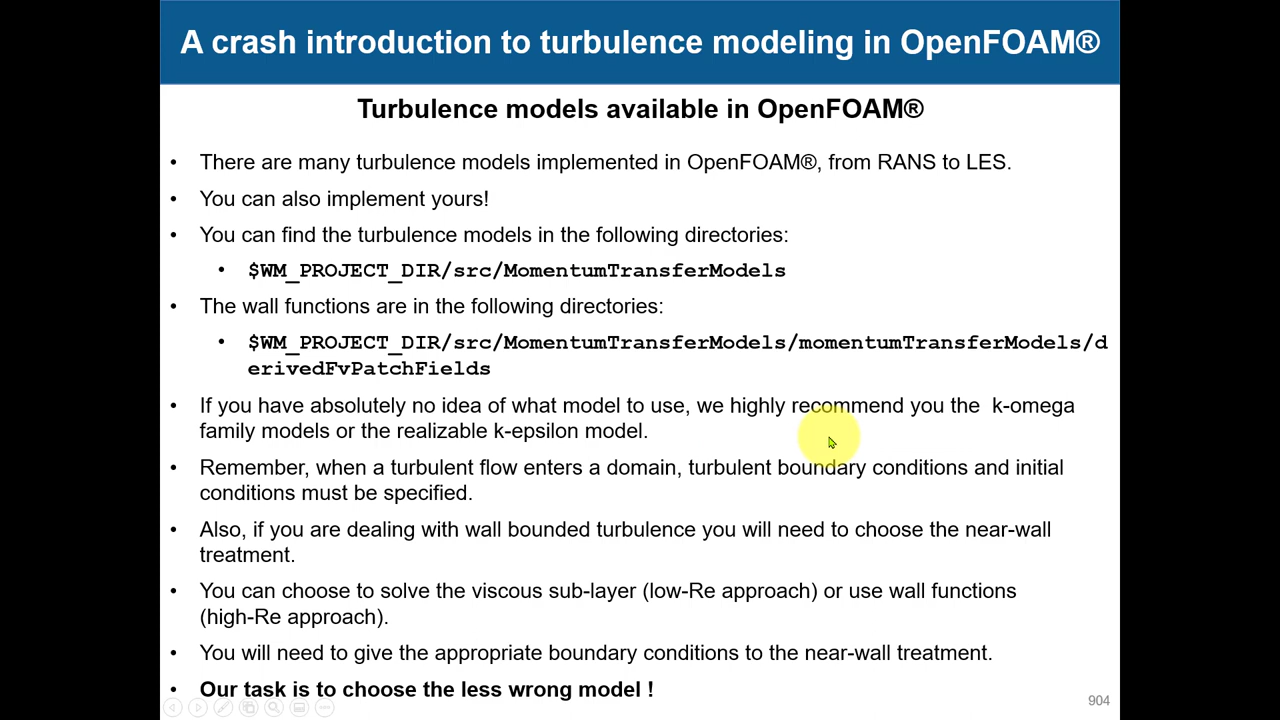 A crash introduction to turbulence modeling in OpenFOAM®
Turbulence models available in OpenFOAM®
• There are many turbulence models implemented in OpenFOAM®, from RANS to LES.
• You can also implement yours!
• You can find the turbulence models in the following directories:
• $WM_PROJECT_DIR/src/MomentumTransferModels
• The wall functions are in the following directories:
• $WM_PROJECT_DIR/src/MomentumTransferModels/momentumTransferModels/d
erivedFvPatchFields
• If you have absolutely no idea of what model to use, we highly recommend you the  k-omega
family models or the realizable k-epsilon model.
• Remember, when a turbulent flow enters a domain, turbulent boundary conditions and initial
conditions must be specified.
• Also, if you are dealing with wall bounded turbulence you will need to choose the near-wall
treatment.
• You can choose to solve the viscous sub-layer (low-Re approach) or use wall functions
(high-Re approach).
• You will need to give the appropriate boundary conditions to the near-wall treatment.
• Our task is to choose the less wrong model !
904